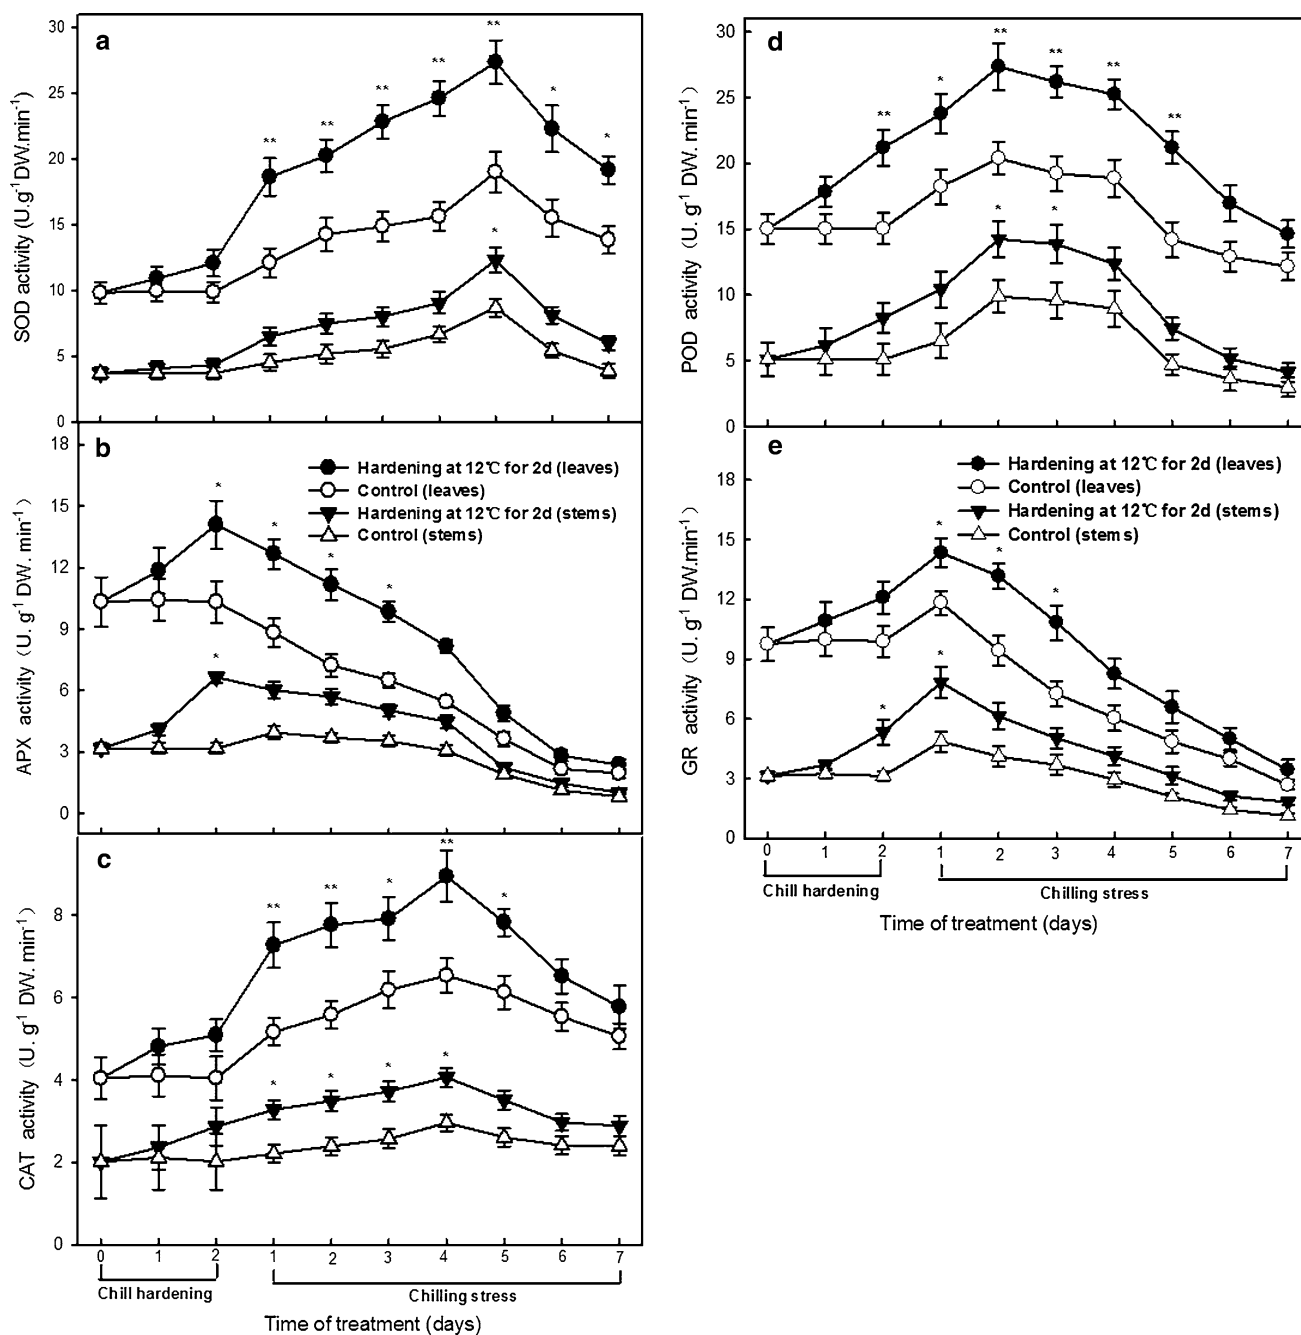 a
SOD activity (U.g-1DW.min-1)
30
25
20
15
10
5
0
** ** ** ** ** * *
*
b
APX activity (U. g-1 DW. min-1)
18
15
12
9
6
3
0
Hardening at 12℃ for 2d (leaves)
Control (leaves)
Hardening at 12℃ for 2d (stems)
Control (stems)
* * * *
*
c
CAT activity (U. g-1 DW. min-1)
8
6
4
2
0
** ** * ** *
* * * *
0 1 2 1 2 3 4 5 6 7
Chill hardening
Chilling stress
Time of treatment (days)
d
POD activity (U. g-1 DW. min-1)
30
25
20
15
10
5
0
** * ** ** ** **
* *
e
GR activity (U. g-1 DW.min-1)
18
15
12
9
6
3
0
Hardening at 12℃ for 2d (leaves)
Control (leaves)
Hardening at 12℃ for 2d (stems)
Control (stems)
* * *
* *
0 1 2 1 2 3 4 5 6 7
Chill hardening
Chilling stress
Time of treatment (days)